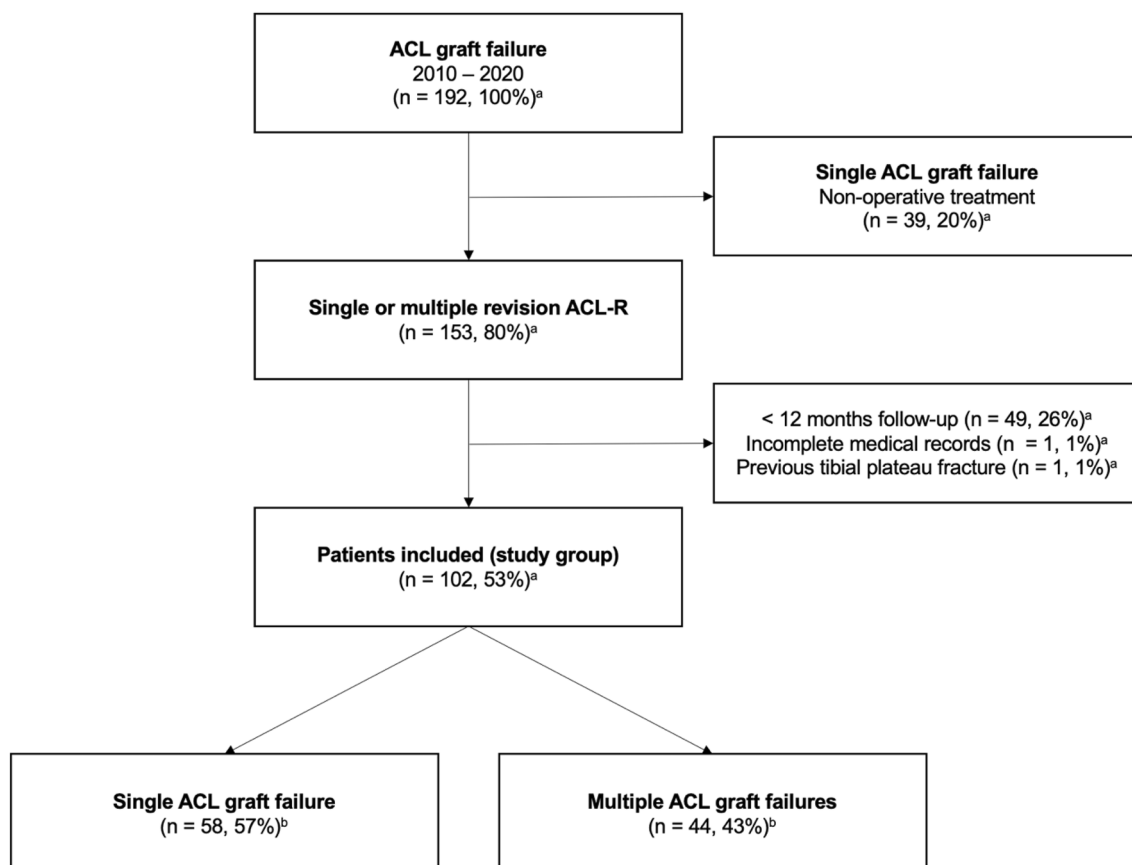 ACL graft failure
2010 – 2020
(n = 192, 100%)ᵃ
Single ACL graft failure
Non-operative treatment
(n = 39, 20%)ᵃ
Single or multiple revision ACL-R
(n = 153, 80%)ᵃ
< 12 months follow-up (n = 49, 26%)ᵃ
Incomplete medical records (n = 1, 1%)ᵃ
Previous tibial plateau fracture (n = 1, 1%)ᵃ
Patients included (study group)
(n = 102, 53%)ᵃ
Single ACL graft failure
(n = 58, 57%)ᵇ
Multiple ACL graft failures
(n = 44, 43%)ᵇ